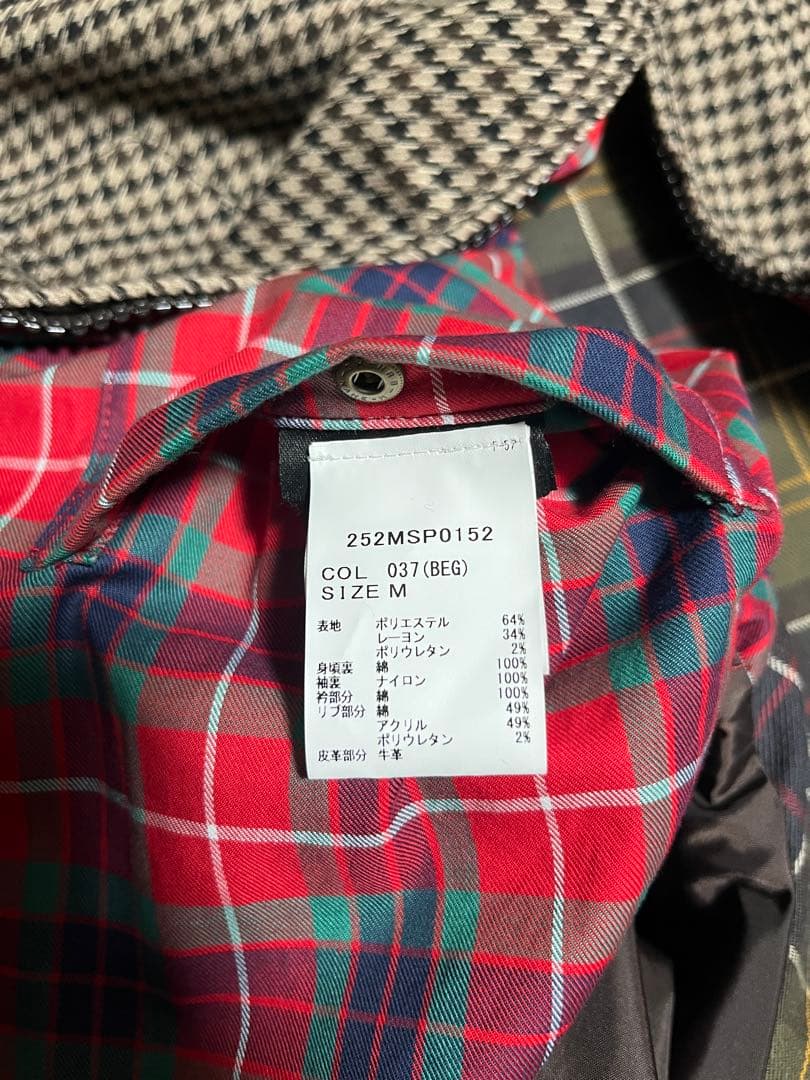 252MSP0152
COL 037(BEG)
SIZE M
表地 ポリエステル 64%
レーヨン 34%
ポリウレタン 2%
身頃裏 綿 100%
袖裏 ナイロン 100%
衿部分 綿 100%
リブ部分 綿 49%
アクリル 49%
ポリウレタン 2%
皮革部分 牛革